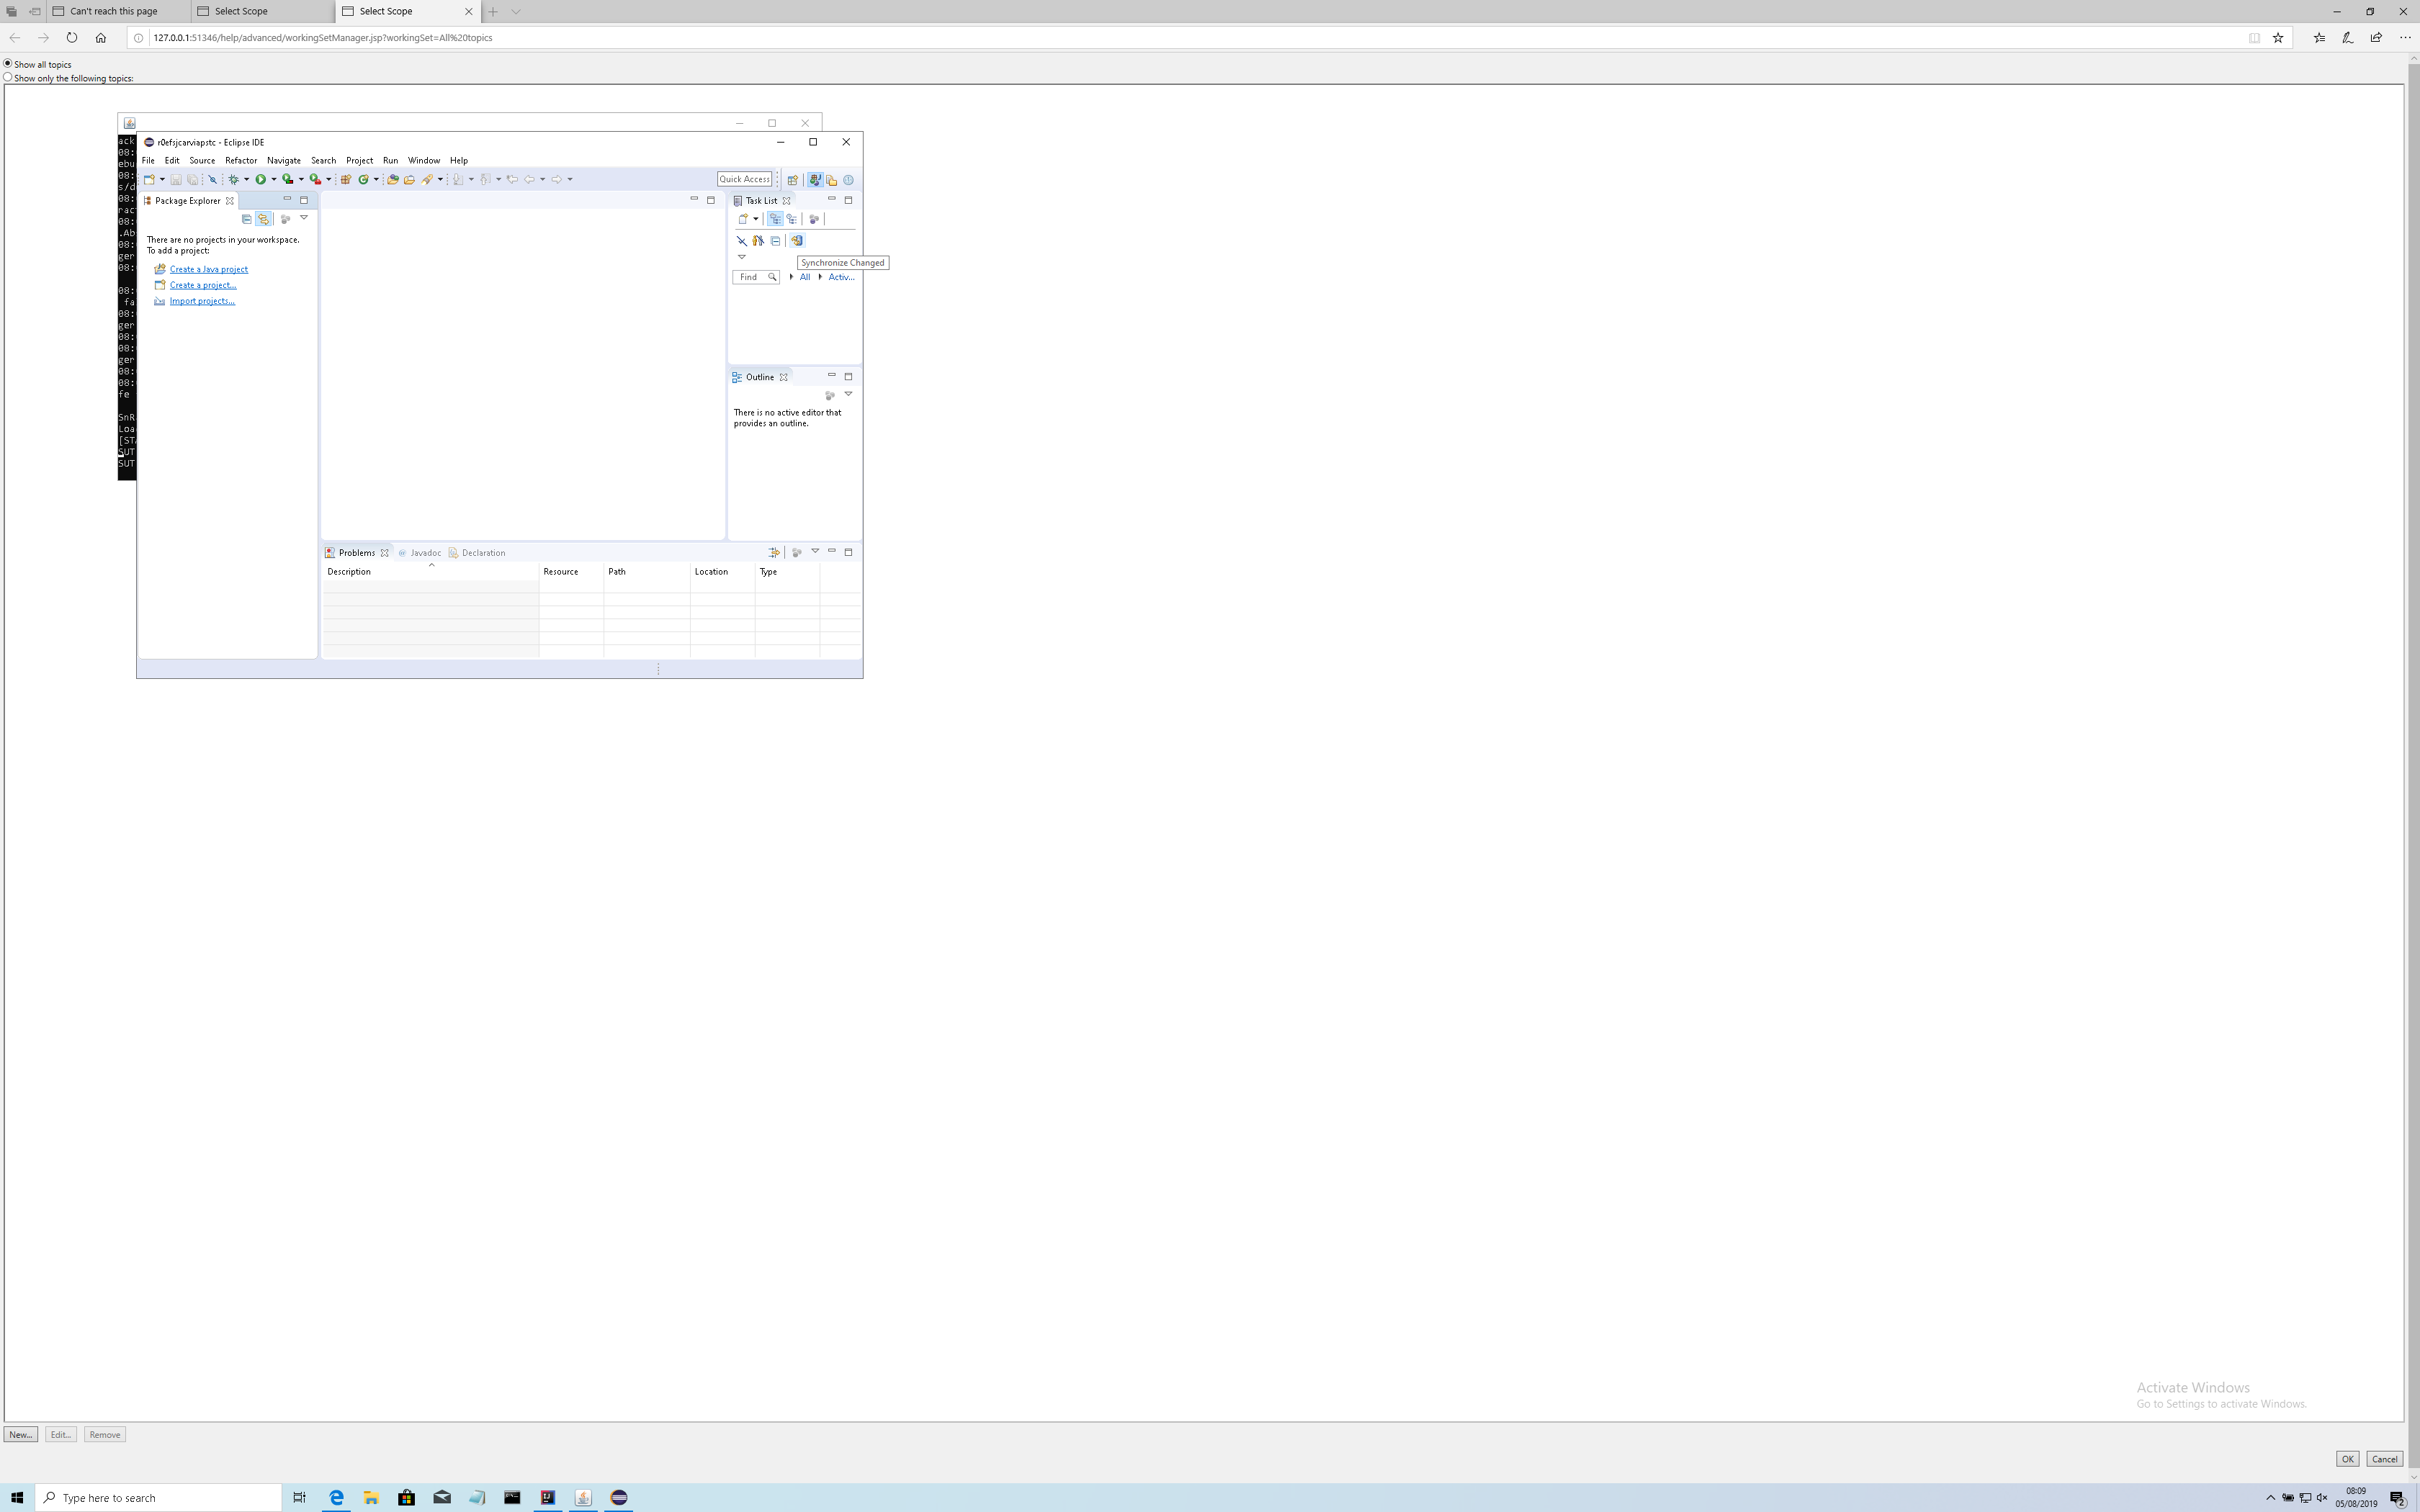 Can't reach this page
Select Scope
Select Scope
127.0.0.1:51346/help/advanced/workingSetManager.jsp?workingSet=All%20topics
Show all topics
Show only the following topics:
ack
08:
ebu
08:
s/d
08:
rac
08:
.Ab
08:
ger
08:
08:
fa
08:
ger
08:
08:
ger
08:
08:
fe
SnR
Loa
[ST
SUT
SUT
r0efsjcarviapstc - Eclipse IDE
File Edit Source Refactor Navigate Search Project Run Window Help
Quick Access
Package Explorer
There are no projects in your workspace.
To add a project:
Create a Java project
Create a project...
Import projects...
Task List
Synchronize Changed
Find All Activ...
Outline
There is no active editor that
provides an outline.
Problems Javadoc Declaration
Description Resource Path Location Type
Activate Windows
Go to Settings to activate Windows.
New... Edit... Remove
OK Cancel
Type here to search
08:09
05/08/2019
2